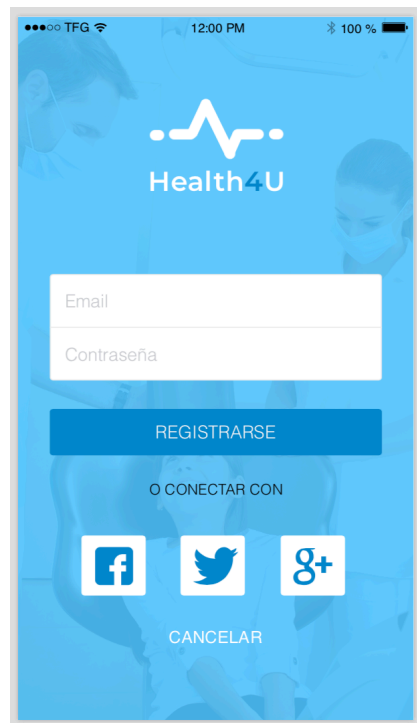 TFG 12:00 PM 100 %
Health4U
Email
Contraseña
REGISTRARSE
O CONECTAR CON
f g+
CANCELAR